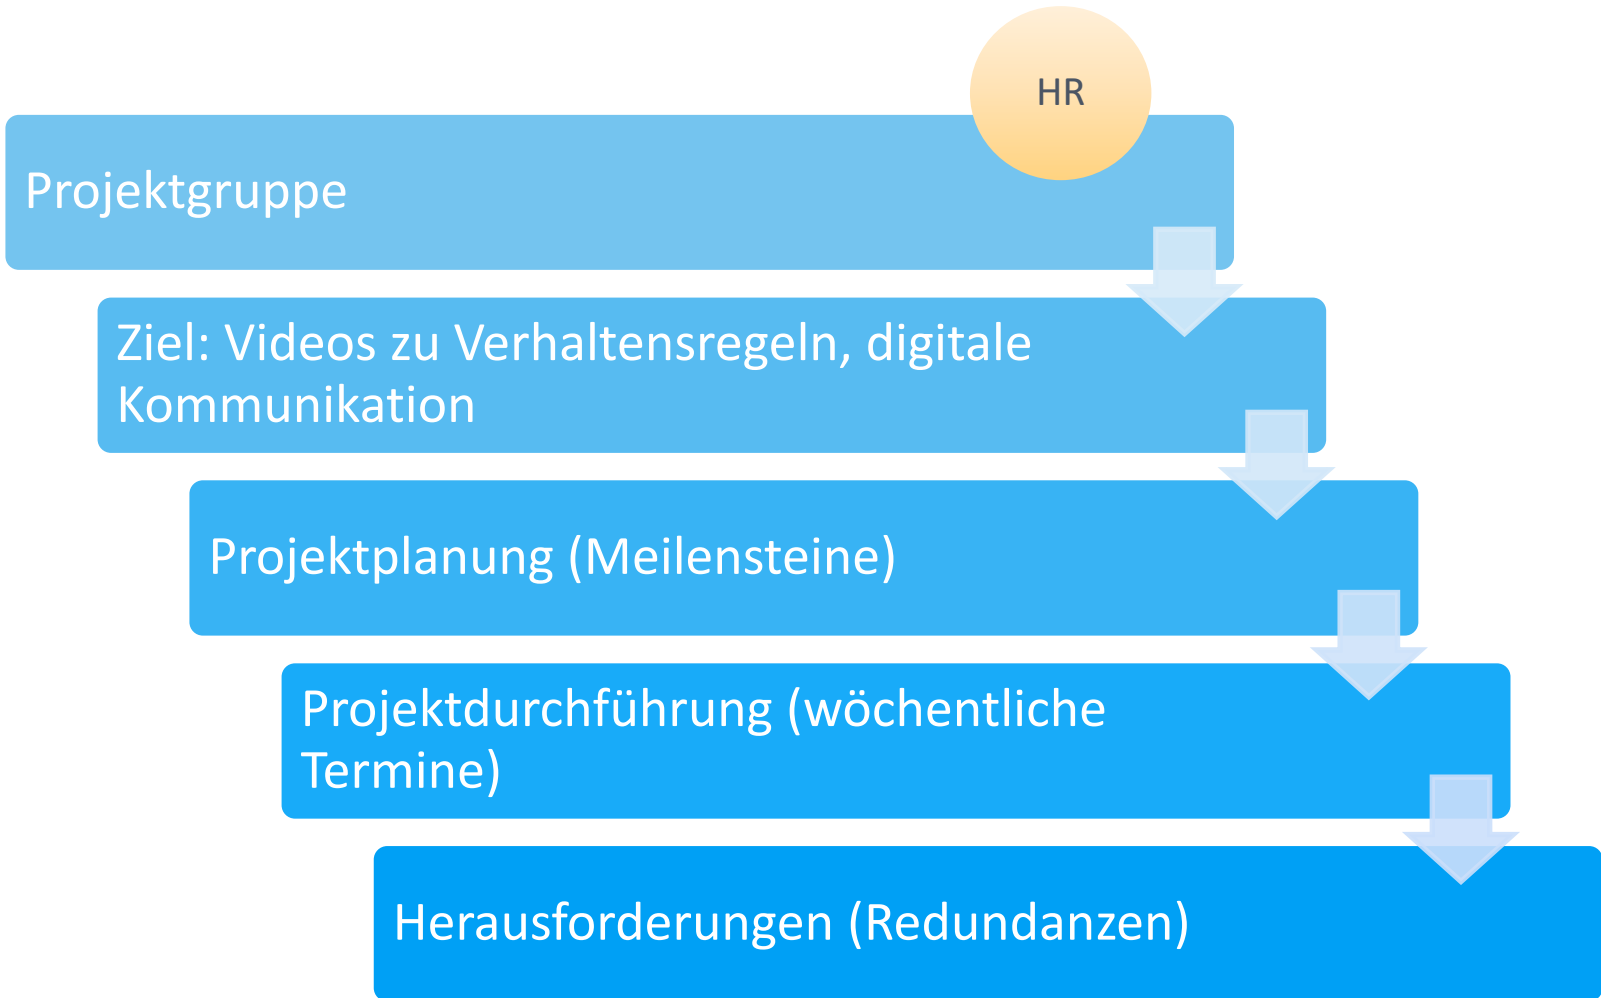 HR
Projektgruppe
Ziel: Videos zu Verhaltensregeln, digitale
Kommunikation
Projektplanung (Meilensteine)
Projektdurchführung (wöchentliche
Termine)
Herausforderungen (Redundanzen)